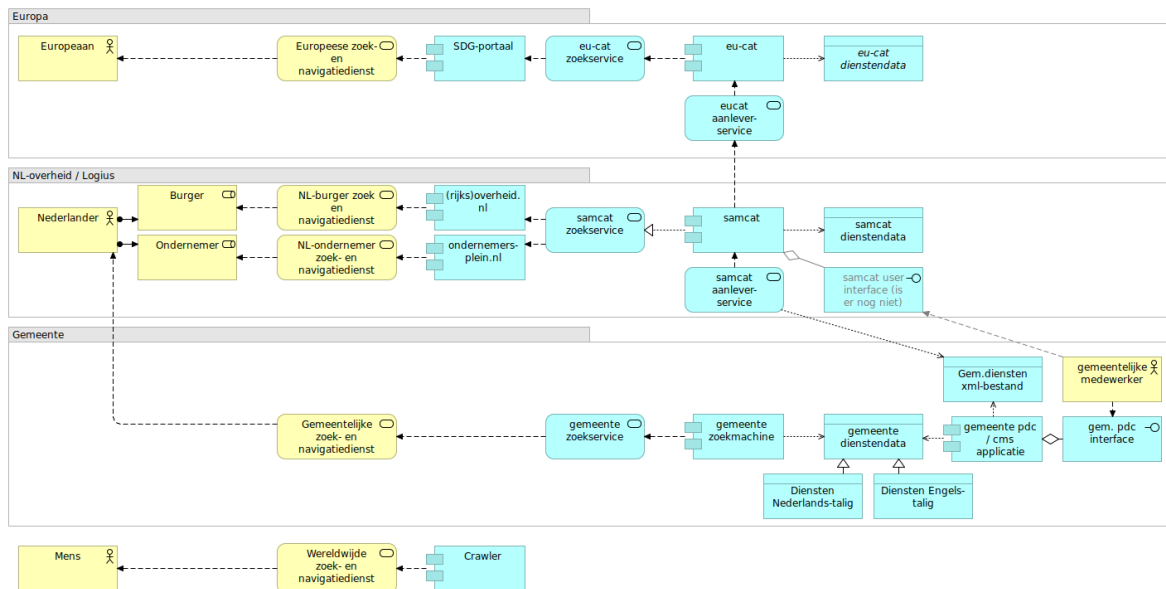 Europa
Europeaan
Europeese zoek-
en
navigatiedienst
SDG-portaal
eu-cat
zoekservice
eu-cat
eu-cat
dienstendata
eucat
aanlever-
service
NL-overheid / Logius
Nederlander
Burger
NL-burger zoek
en
navigatiedienst
(rijks)overheid.
nl
samcat
zoekservice
samcat
samcat
dienstendata
Ondernemer
NL-ondernemer
zoek- en
navigatiedienst
ondernemers-
plein.nl
samcat
aanlever-
service
samcat user
interface (is
er nog niet)
Gemeente
Gem.diensten
xml-bestand
gemeentelijke
medewerker
Gemeentelijke
zoek- en
navigatiedienst
gemeente
zoekservice
gemeente
zoekmachine
gemeente
dienstendata
gemeente pdc
/ cms
applicatie
gem. pdc
interface
Diensten
Nederlands-talig
Diensten Engels-
talig
Mens
Wereldwijde
zoek- en
navigatiedienst
Crawler